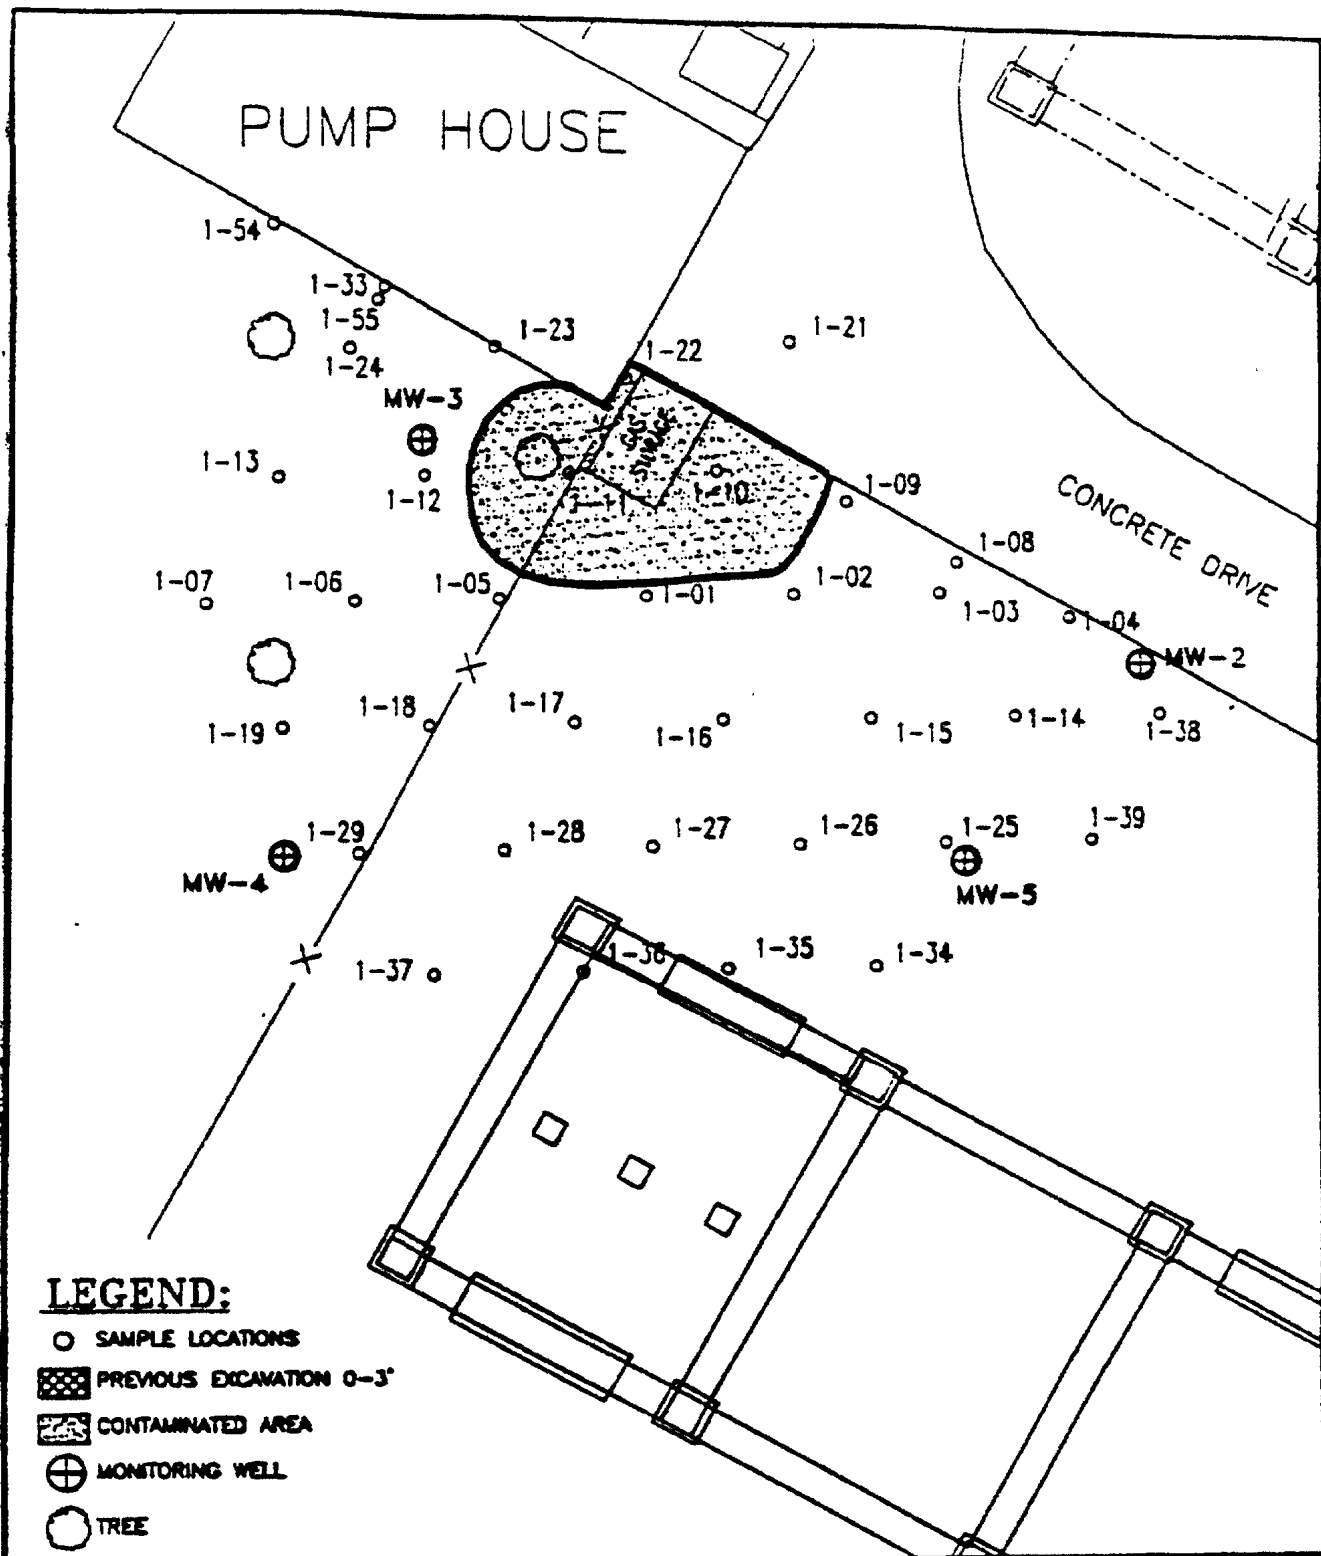 PUMP HOUSE
1-54
1-33
1-55
1-24
1-23
1-22
1-21
MW-3
GAS
STORAGE
1-13
1-12
1-11
1-10
1-09
CONCRETE DRIVE
1-08
1-07
1-06
1-05
1-01
1-02
1-03
1-04
MW-2
1-19
1-18
1-17
1-16
1-15
1-14
1-38
1-29
1-28
1-27
1-26
1-25
1-39
MW-4
MW-5
1-37
1-36
1-35
1-34
LEGEND:
SAMPLE LOCATIONS
PREVIOUS EXCAVATION 0-3'
CONTAMINATED AREA
MONITORING WELL
TREE